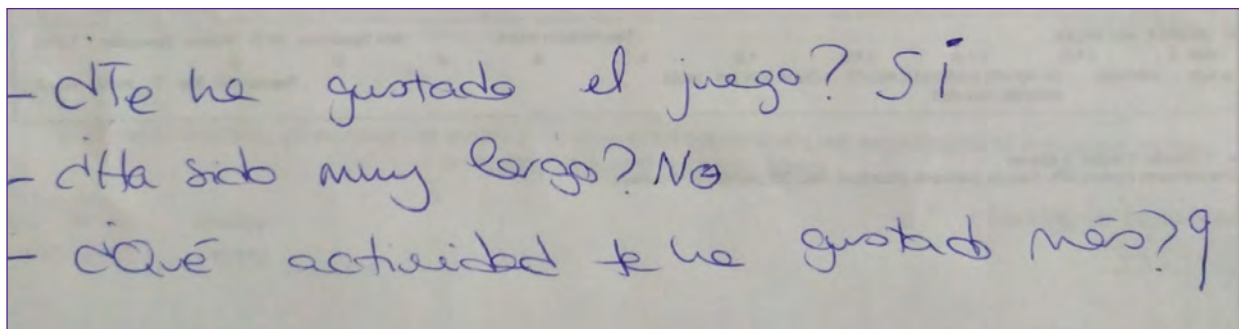 - ¿Te ha gustado el juego? Sí
- ¿Ha sido muy largo? No
- ¿Qué actividad te ha gustado más? 9